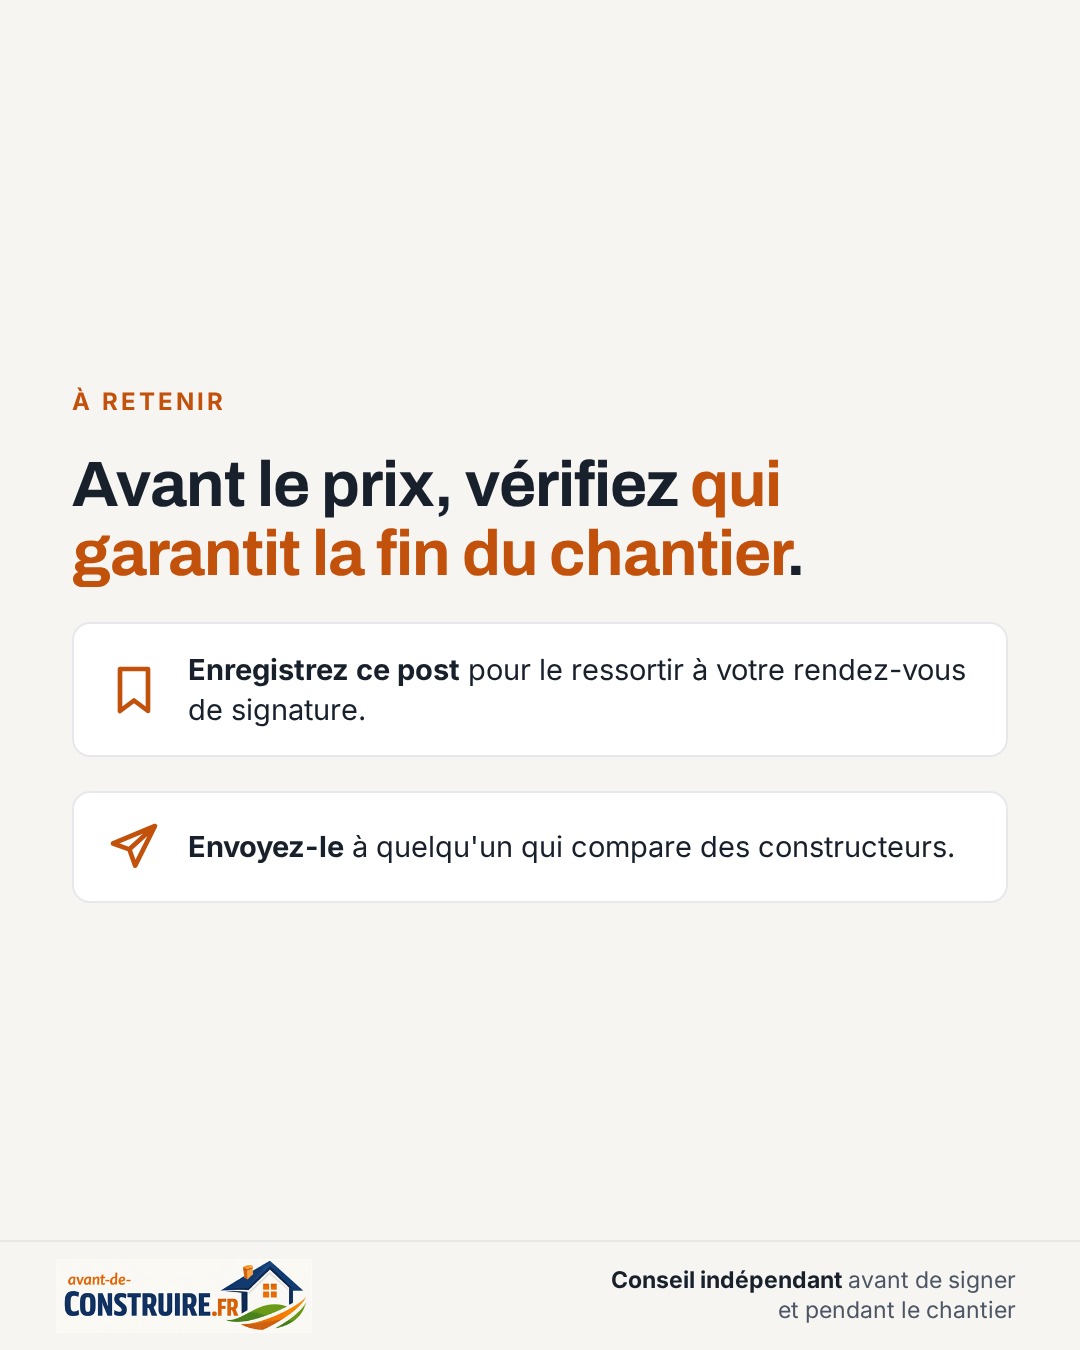 À RETENIR
Avant le prix, vérifiez qui
garantit la fin du chantier.
Enregistrez ce post pour le ressortir à votre rendez-vous
de signature.
Envoyez-le à quelqu'un qui compare des constructeurs.
avant-de-
CONSTRUIRE.FR
Conseil indépendant avant de signer
et pendant le chantier